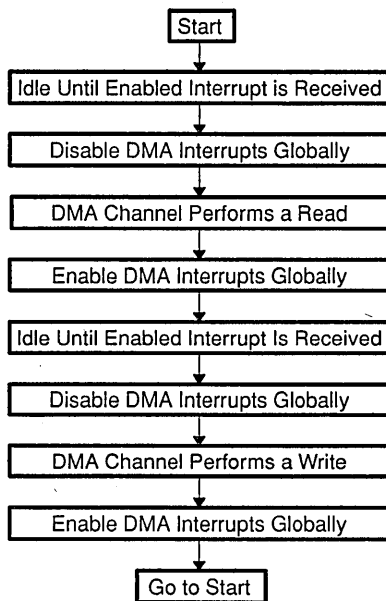 Start
Idle Until Enabled Interrupt is Received
Disable DMA Interrupts Globally
DMA Channel Performs a Read
Enable DMA Interrupts Globally
Idle Until Enabled Interrupt Is Received
Disable DMA Interrupts Globally
DMA Channel Performs a Write
Enable DMA Interrupts Globally
Go to Start